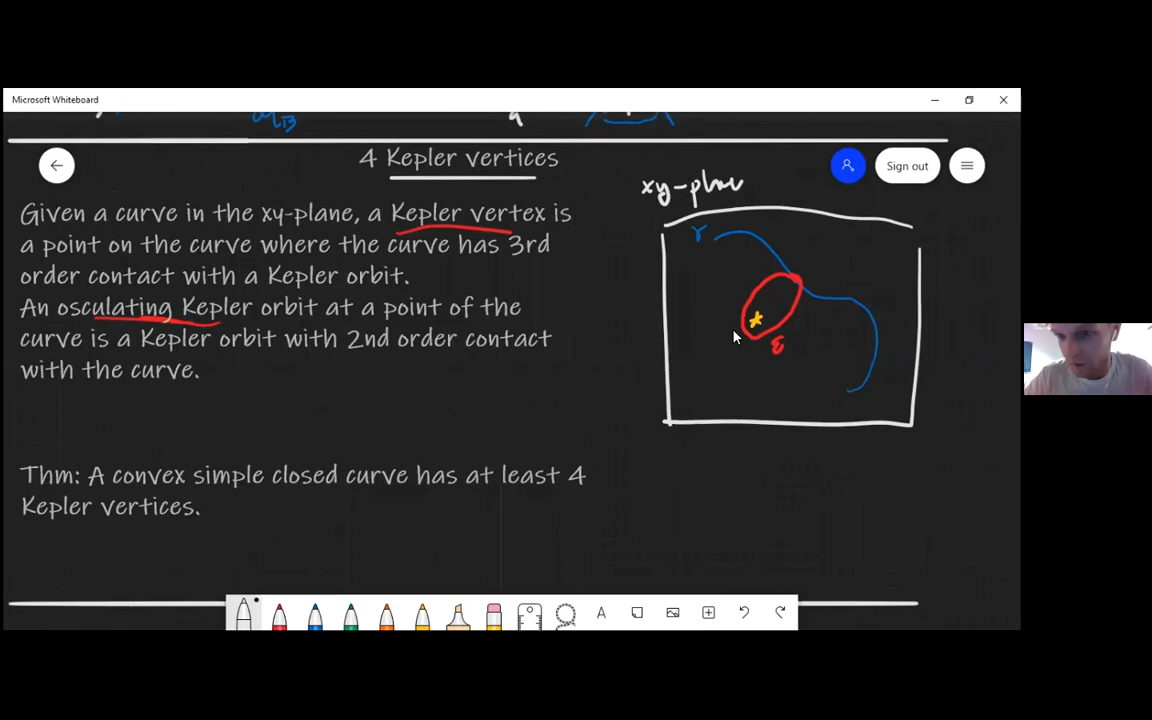 Microsoft Whiteboard
4 Kepler vertices
Sign out
xy-plane
Given a curve in the xy-plane, a Kepler vertex is
a point on the curve where the curve has 3rd
order contact with a Kepler orbit.
An osculating Kepler orbit at a point of the
curve is a Kepler orbit with 2nd order contact
with the curve.
γ
ε
Thm: A convex simple closed curve has at least 4
Kepler vertices.
A